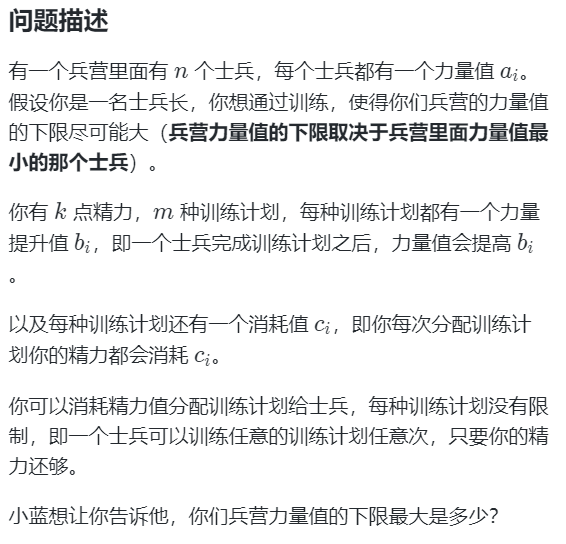 问题描述
有一个兵营里面有 n 个士兵，每个士兵都有一个力量值 aᵢ。
假设你是一名士兵长，你想通过训练，使得你们兵营的力量值
的下限尽可能大（兵营力量值的下限取决于兵营里面力量值最
小的那个士兵）。
你有 k 点精力，m 种训练计划，每种训练计划都有一个力量
提升值 bᵢ，即一个士兵完成训练计划之后，力量值会提高 bᵢ
。
以及每种训练计划还有一个消耗值 cᵢ，即你每次分配训练计
划你的精力都会消耗 cᵢ。
你可以消耗精力值分配训练计划给士兵，每种训练计划没有限
制，即一个士兵可以训练任意的训练计划任意次，只要你的精
力还够。
小蓝想让你告诉他，你们兵营力量值的下限最大是多少？